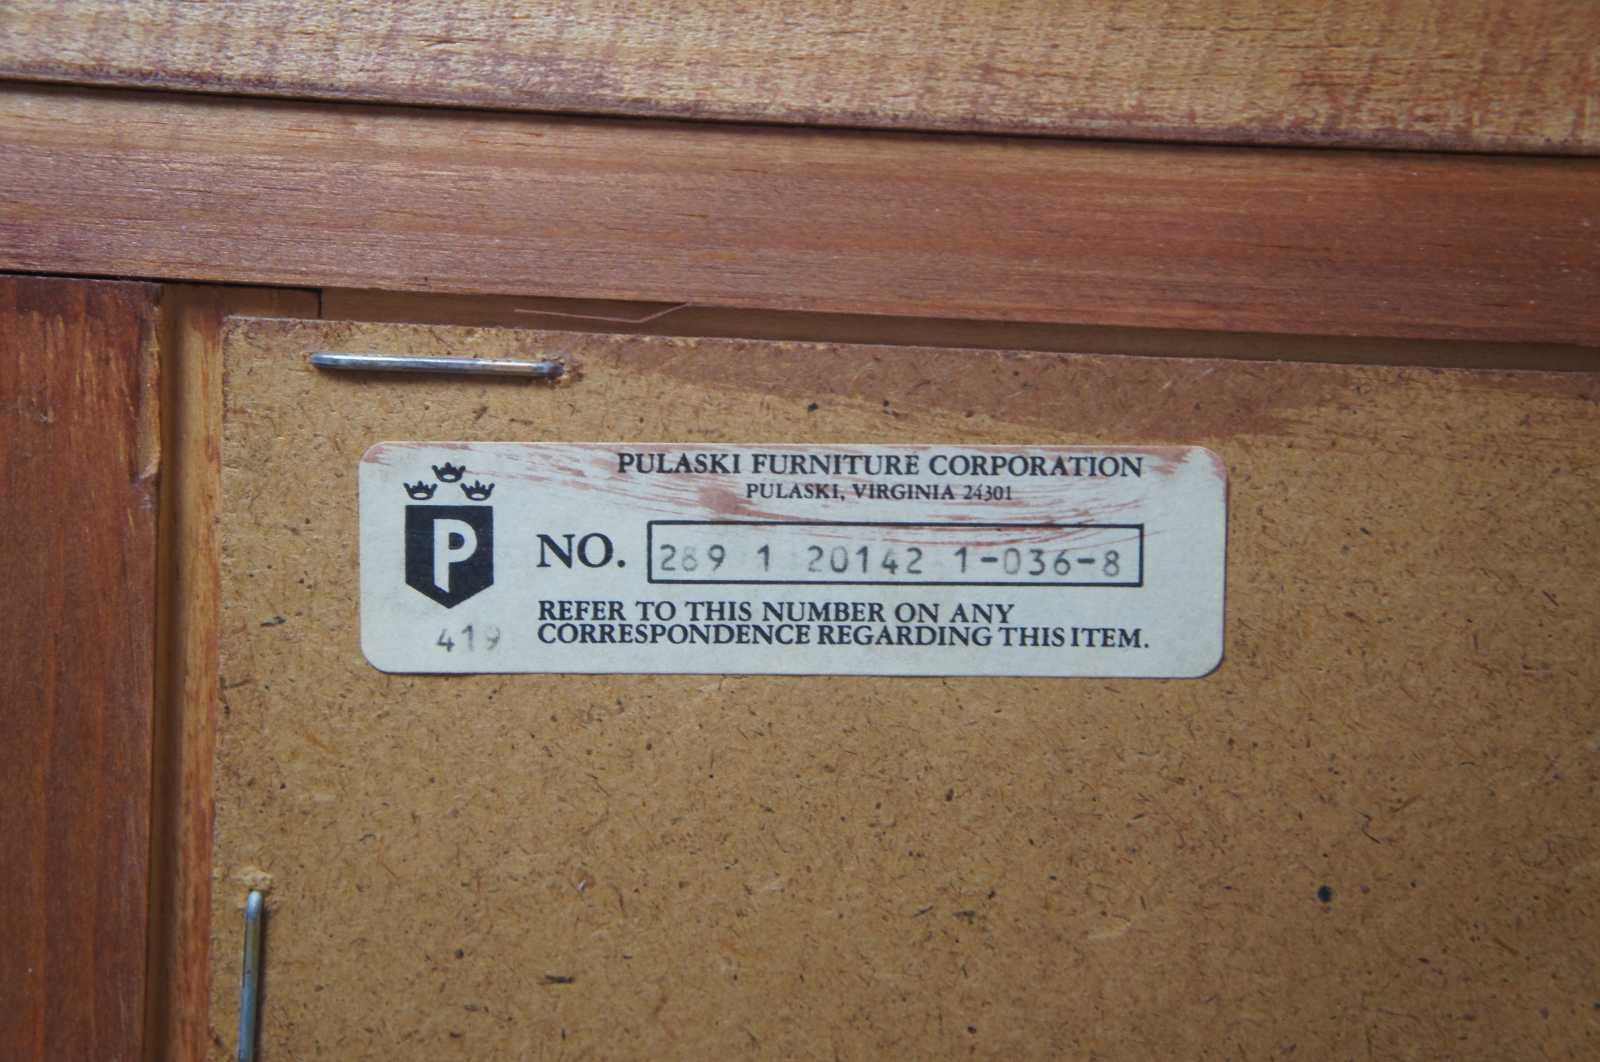 PULASKI FURNITURE CORPORATION
PULASKI, VIRGINIA 24301
P
NO. 289 1 20142 1-036-8
REFER TO THIS NUMBER ON ANY
CORRESPONDENCE REGARDING THIS ITEM.
419